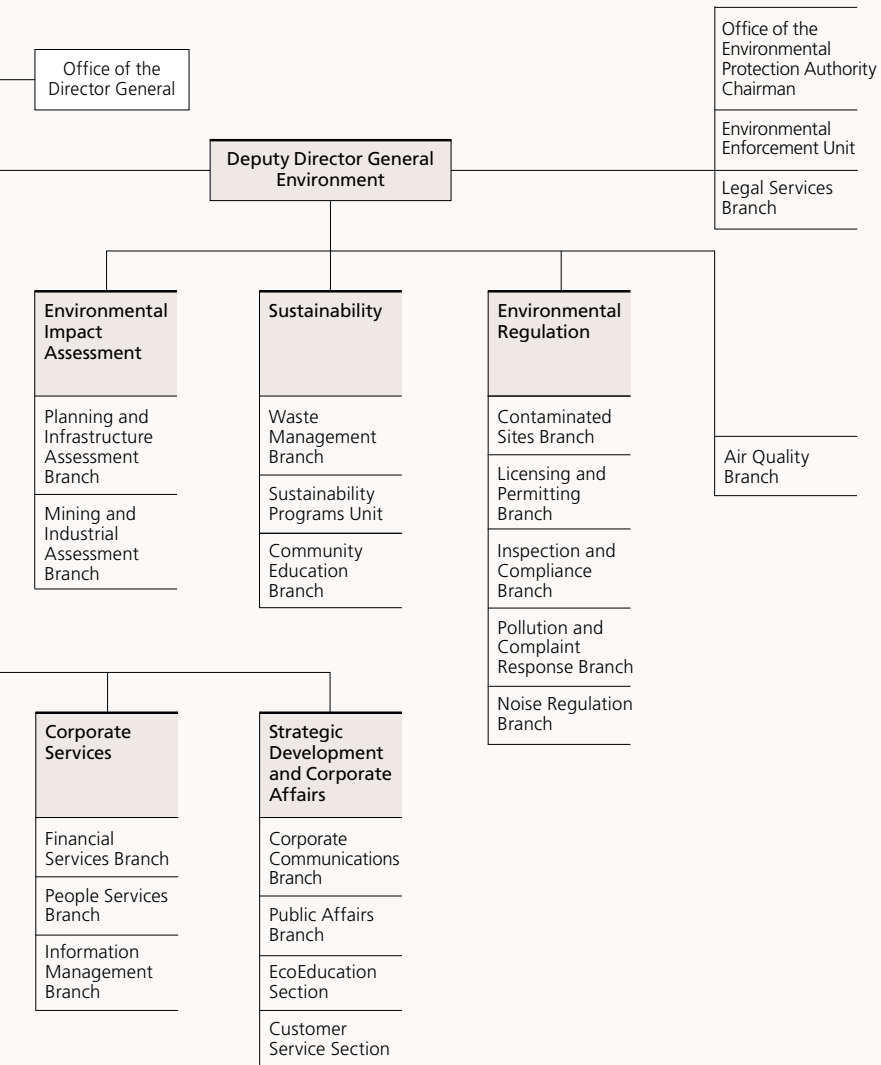 Office of the
Director General
Office of the
Environmental
Protection Authority
Chairman
Environmental
Enforcement Unit
Legal Services
Branch
Deputy Director General
Environment
Environmental
Impact
Assessment
Planning and
Infrastructure
Assessment
Branch
Mining and
Industrial
Assessment
Branch
Sustainability
Waste
Management
Branch
Sustainability
Programs Unit
Community
Education
Branch
Environmental
Regulation
Contaminated
Sites Branch
Licensing and
Permitting
Branch
Inspection and
Compliance
Branch
Pollution and
Complaint
Response Branch
Noise Regulation
Branch
Air Quality
Branch
Corporate
Services
Financial
Services Branch
People Services
Branch
Information
Management
Branch
Strategic
Development
and Corporate
Affairs
Corporate
Communications
Branch
Public Affairs
Branch
EcoEducation
Section
Customer
Service Section